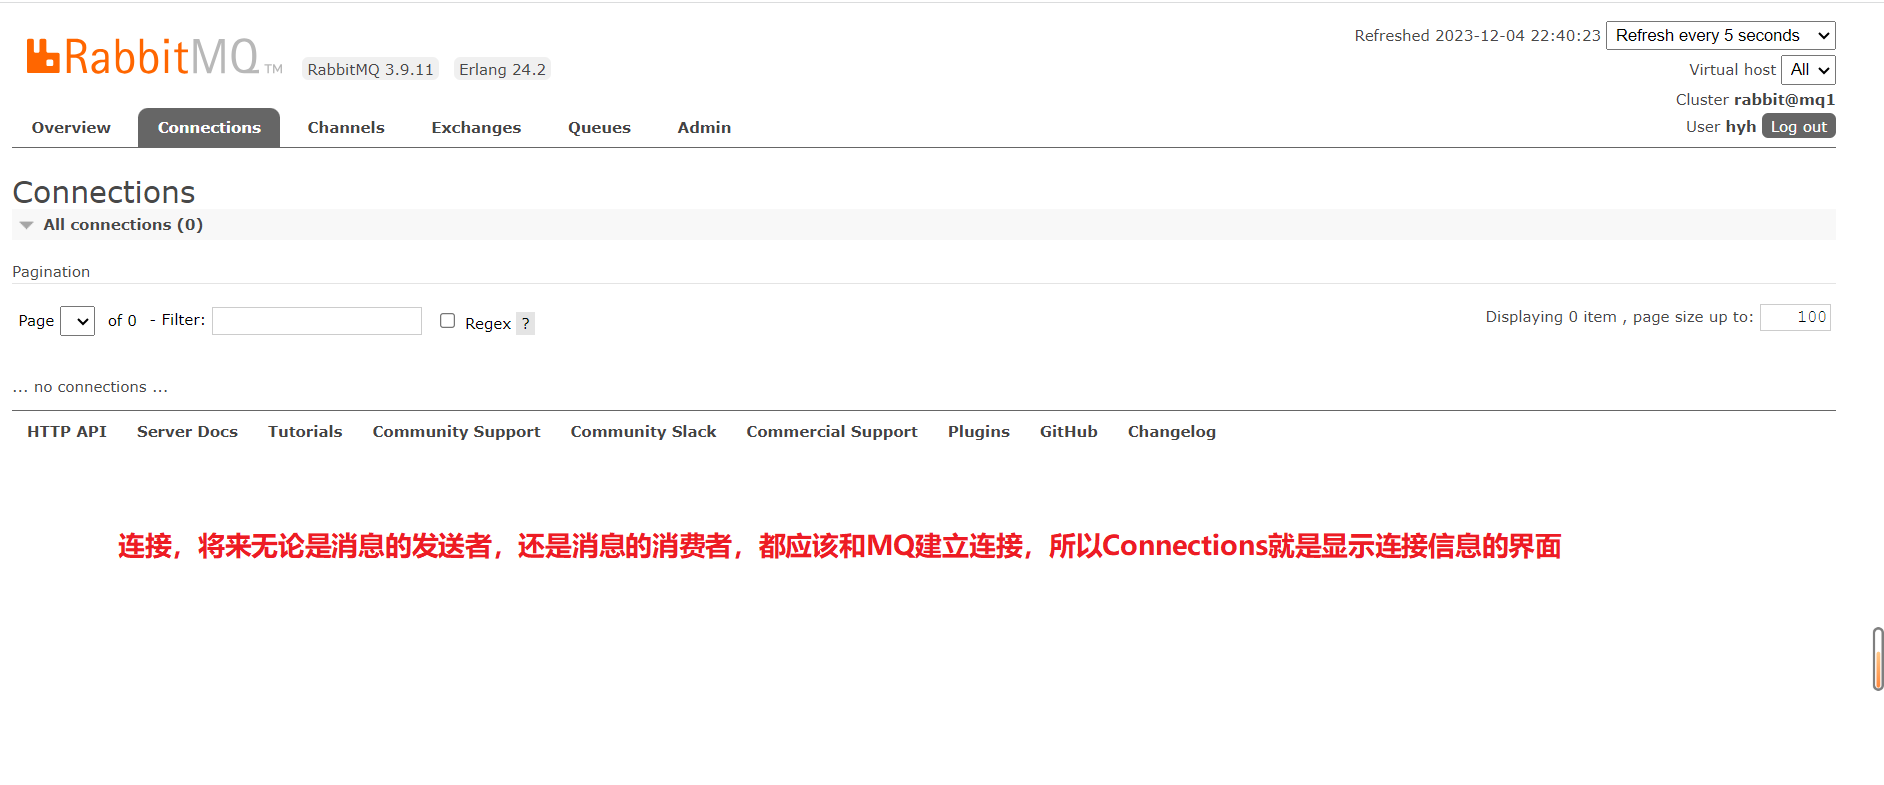 Refreshed 2023-12-04 22:40:23 Refresh every 5 seconds
RabbitMQ TM RabbitMQ 3.9.11 Erlang 24.2
Virtual host All
Cluster rabbit@mq1
User hyh Log out
Overview Connections Channels Exchanges Queues Admin
Connections
All connections (0)
Pagination
Page of 0 - Filter: Regex ? Displaying 0 item , page size up to: 100
... no connections ...
HTTP API Server Docs Tutorials Community Support Community Slack Commercial Support Plugins GitHub Changelog
连接，将来无论是消息的发送者，还是消息的消费者，都应该和MQ建立连接，所以Connections就是显示连接信息的界面